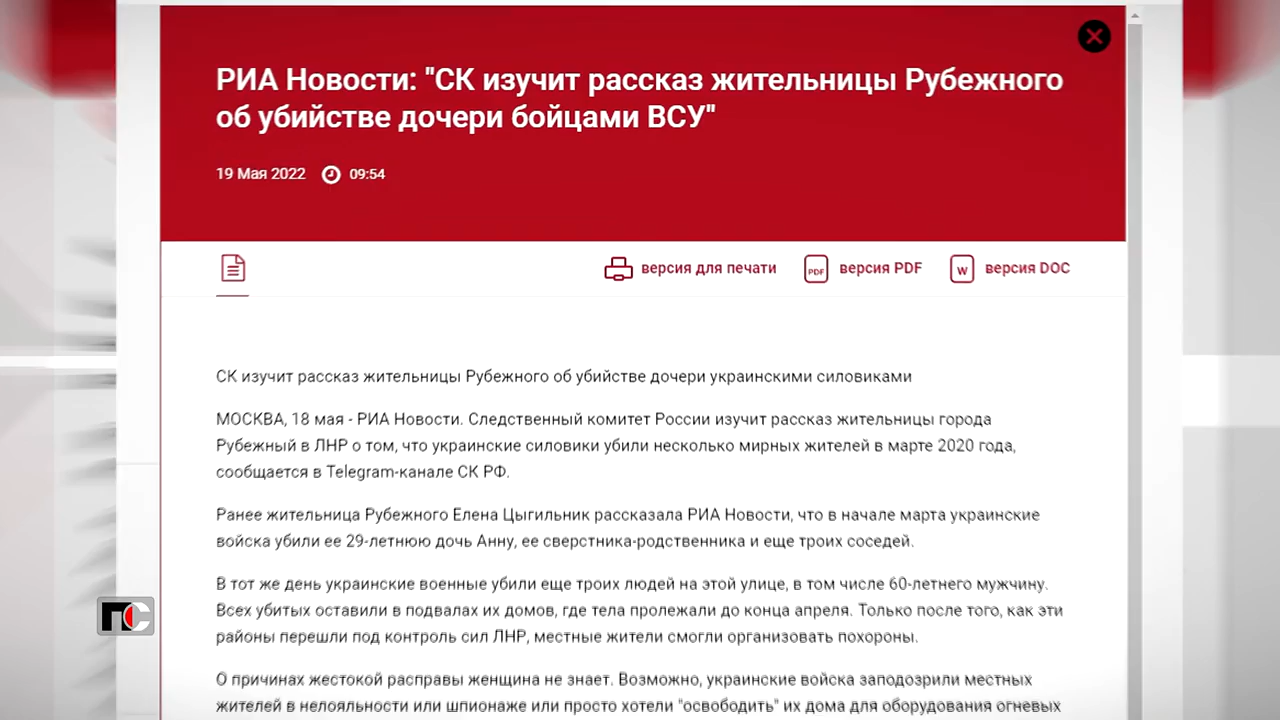 РИА Новости: "СК изучит рассказ жительницы Рубежного
об убийстве дочери бойцами ВСУ"
19 Мая 2022 09:54
версия для печати
PDF версия PDF
W версия DOC
СК изучит рассказ жительницы Рубежного об убийстве дочери украинскими силовиками
МОСКВА, 18 мая - РИА Новости. Следственный комитет России изучит рассказ жительницы города
Рубежный в ЛНР о том, что украинские силовики убили несколько мирных жителей в марте 2020 года,
сообщается в Telegram-канале СК РФ.
Ранее жительница Рубежного Елена Цыгильник рассказала РИА Новости, что в начале марта украинские
войска убили ее 29-летнюю дочь Анну, ее сверстника-родственника и еще троих соседей.
В тот же день украинские военные убили еще троих людей на этой улице, в том числе 60-летнего мужчину.
Всех убитых оставили в подвалах их домов, где тела пролежали до конца апреля. Только после того, как эти
районы перешли под контроль сил ЛНР, местные жители смогли организовать похороны.
ПС
О причинах жестокой расправы женщина не знает. Возможно, украинские войска заподозрили местных
жителей в нелояльности или шпионаже или просто хотели "освободить" их дома для оборудования огневых